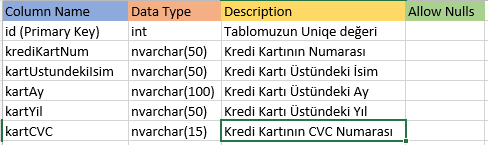 Column Name Data Type Description Allow Nulls
id (Primary Key) int Tablomuzun Uniqe değeri
krediKartNum nvarchar(50) Kredi Kartının Numarası
kartUstundekiIsim nvarchar(50) Kredi Kartı Üstündeki İsim
kartAy nvarchar(100) Kredi Kartı Üstündeki Ay
kartYil nvarchar(50) Kredi Kartı Üstündeki Yıl
kartCVC nvarchar(15) Kredi Kartının CVC Numarası